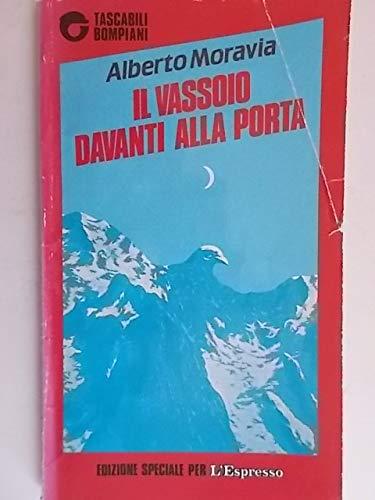 TASCABILI
BOMPIANI
Alberto Moravia
IL VASSOIO
DAVANTI ALLA PORTA
EDIZIONE SPECIALE PER L'Espresso